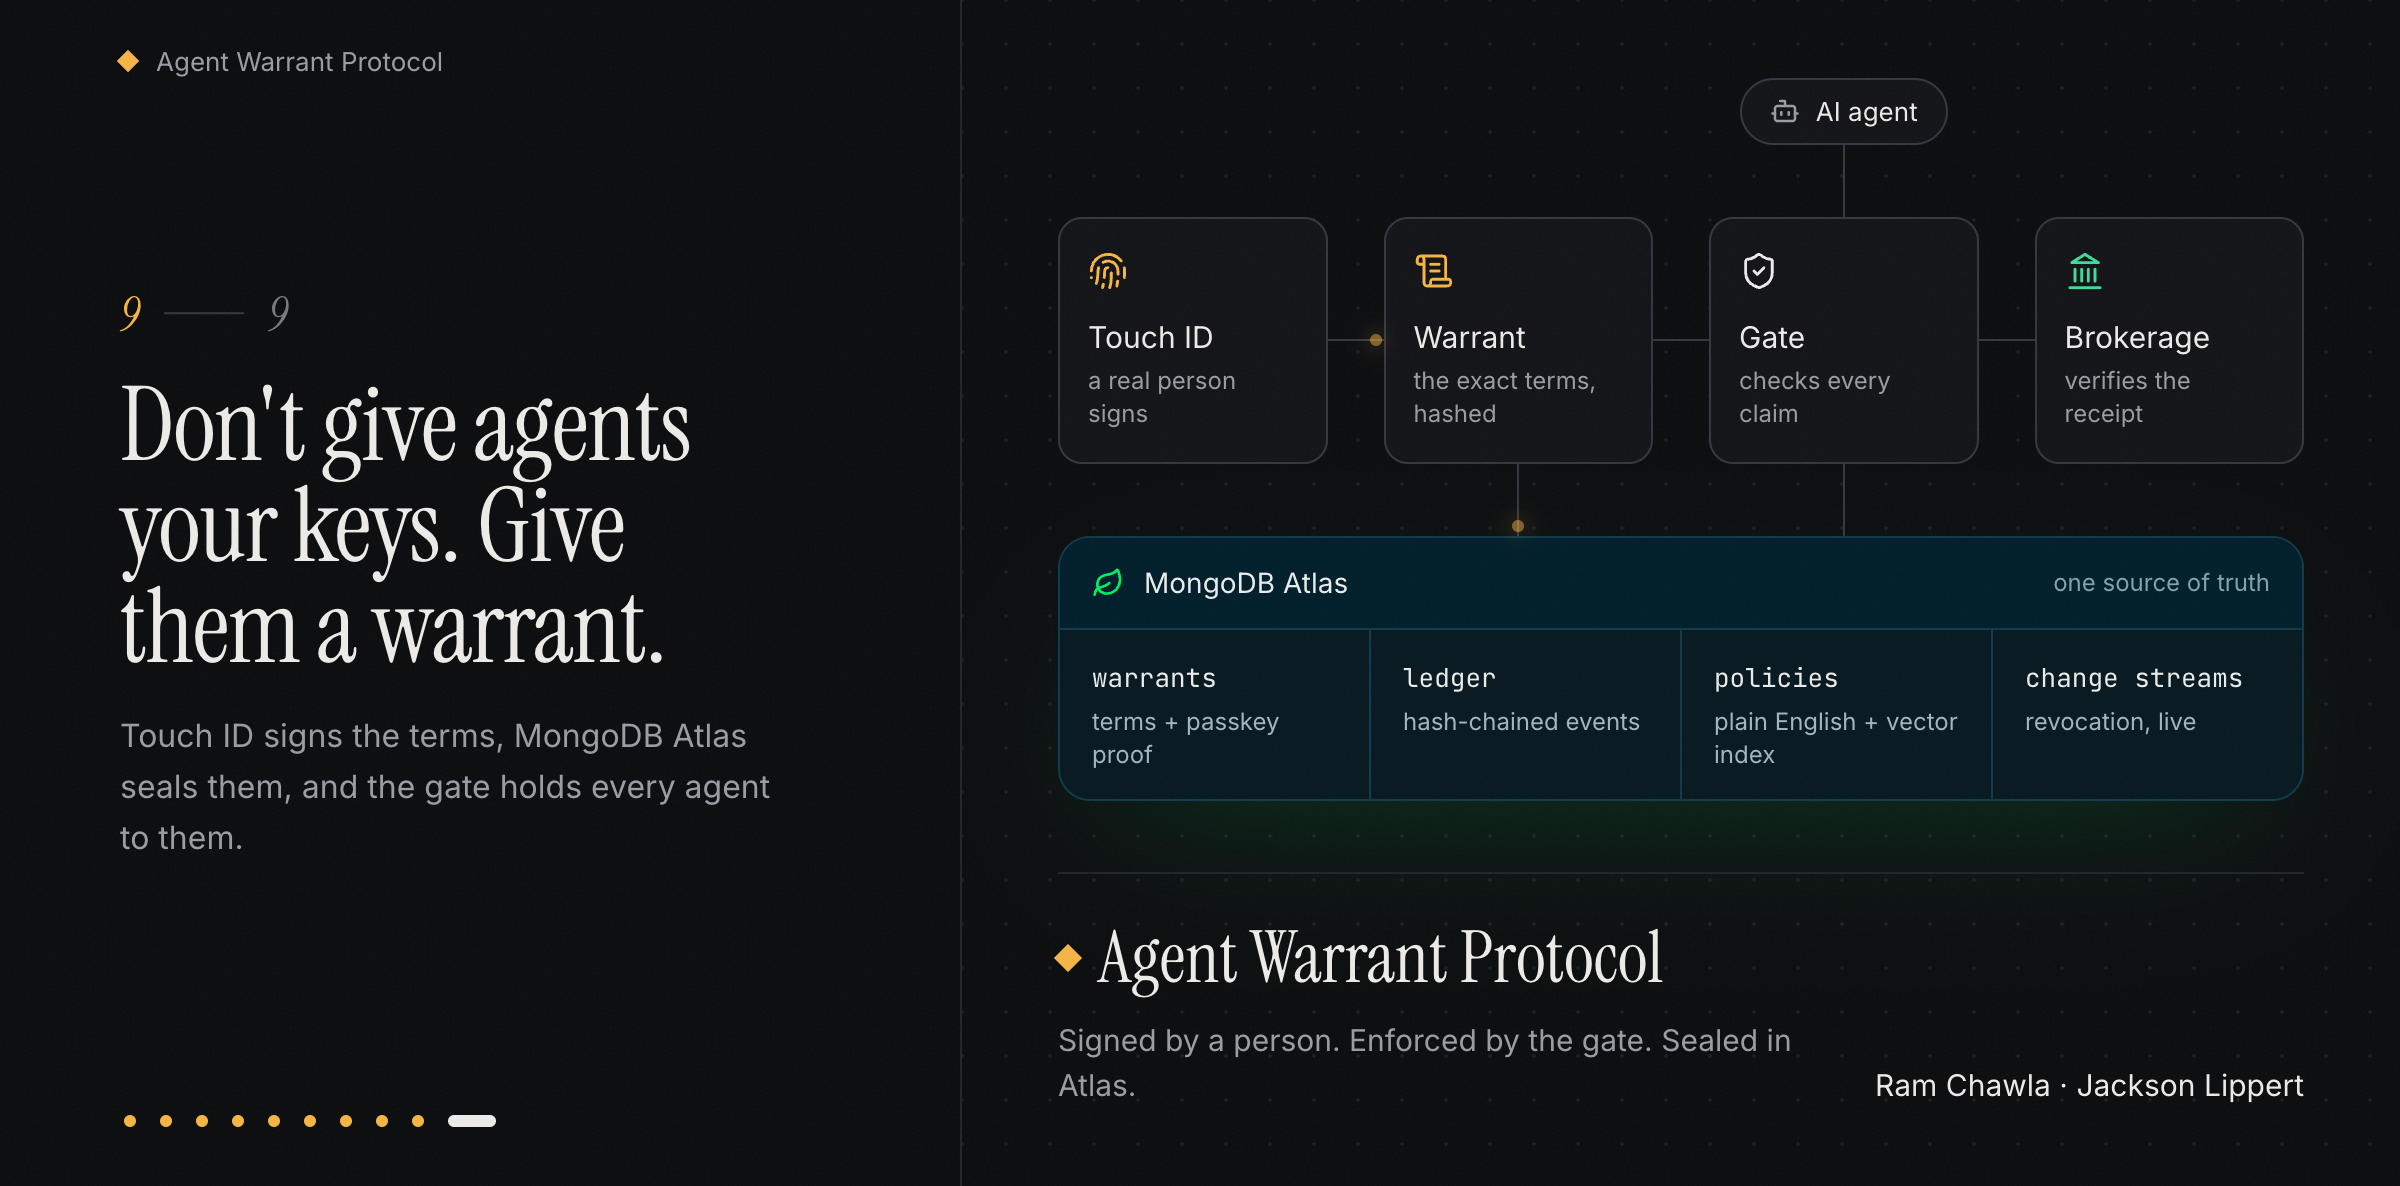 Agent Warrant Protocol
9 9
Don't give agents
your keys. Give
them a warrant.
Touch ID signs the terms, MongoDB Atlas
seals them, and the gate holds every agent
to them.
AI agent
Touch ID
a real person
signs
Warrant
the exact terms,
hashed
Gate
checks every
claim
Brokerage
verifies the
receipt
MongoDB Atlas
one source of truth
warrants
terms + passkey
proof
ledger
hash-chained events
policies
plain English + vector
index
change streams
revocation, live
Agent Warrant Protocol
Signed by a person. Enforced by the gate. Sealed in
Atlas.
Ram Chawla · Jackson Lippert